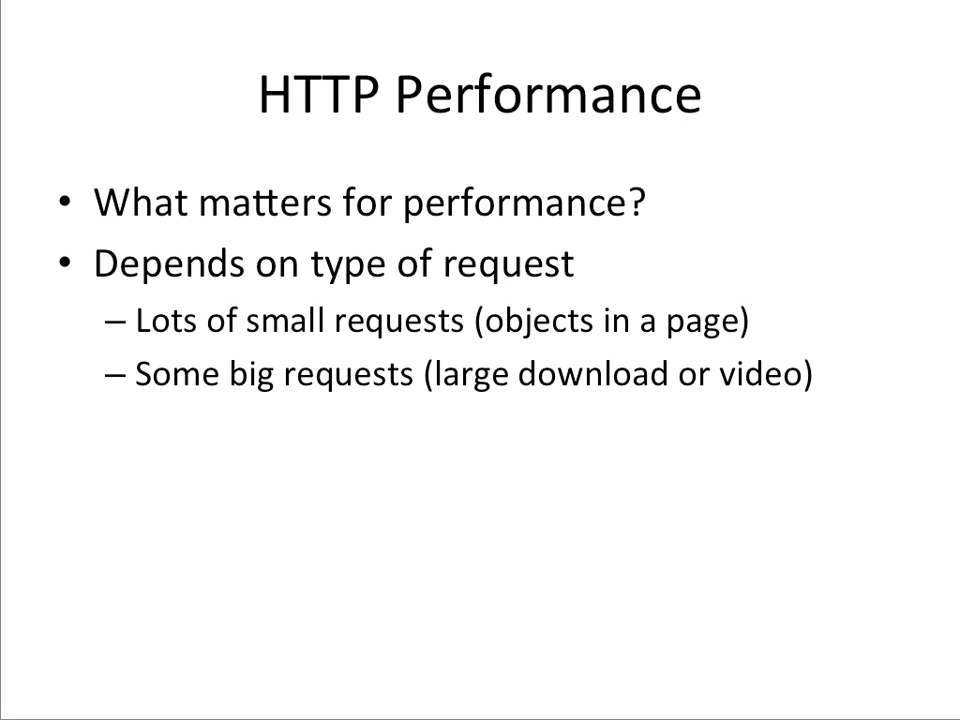 HTTP Performance
• What matters for performance?
• Depends on type of request
– Lots of small requests (objects in a page)
– Some big requests (large download or video)